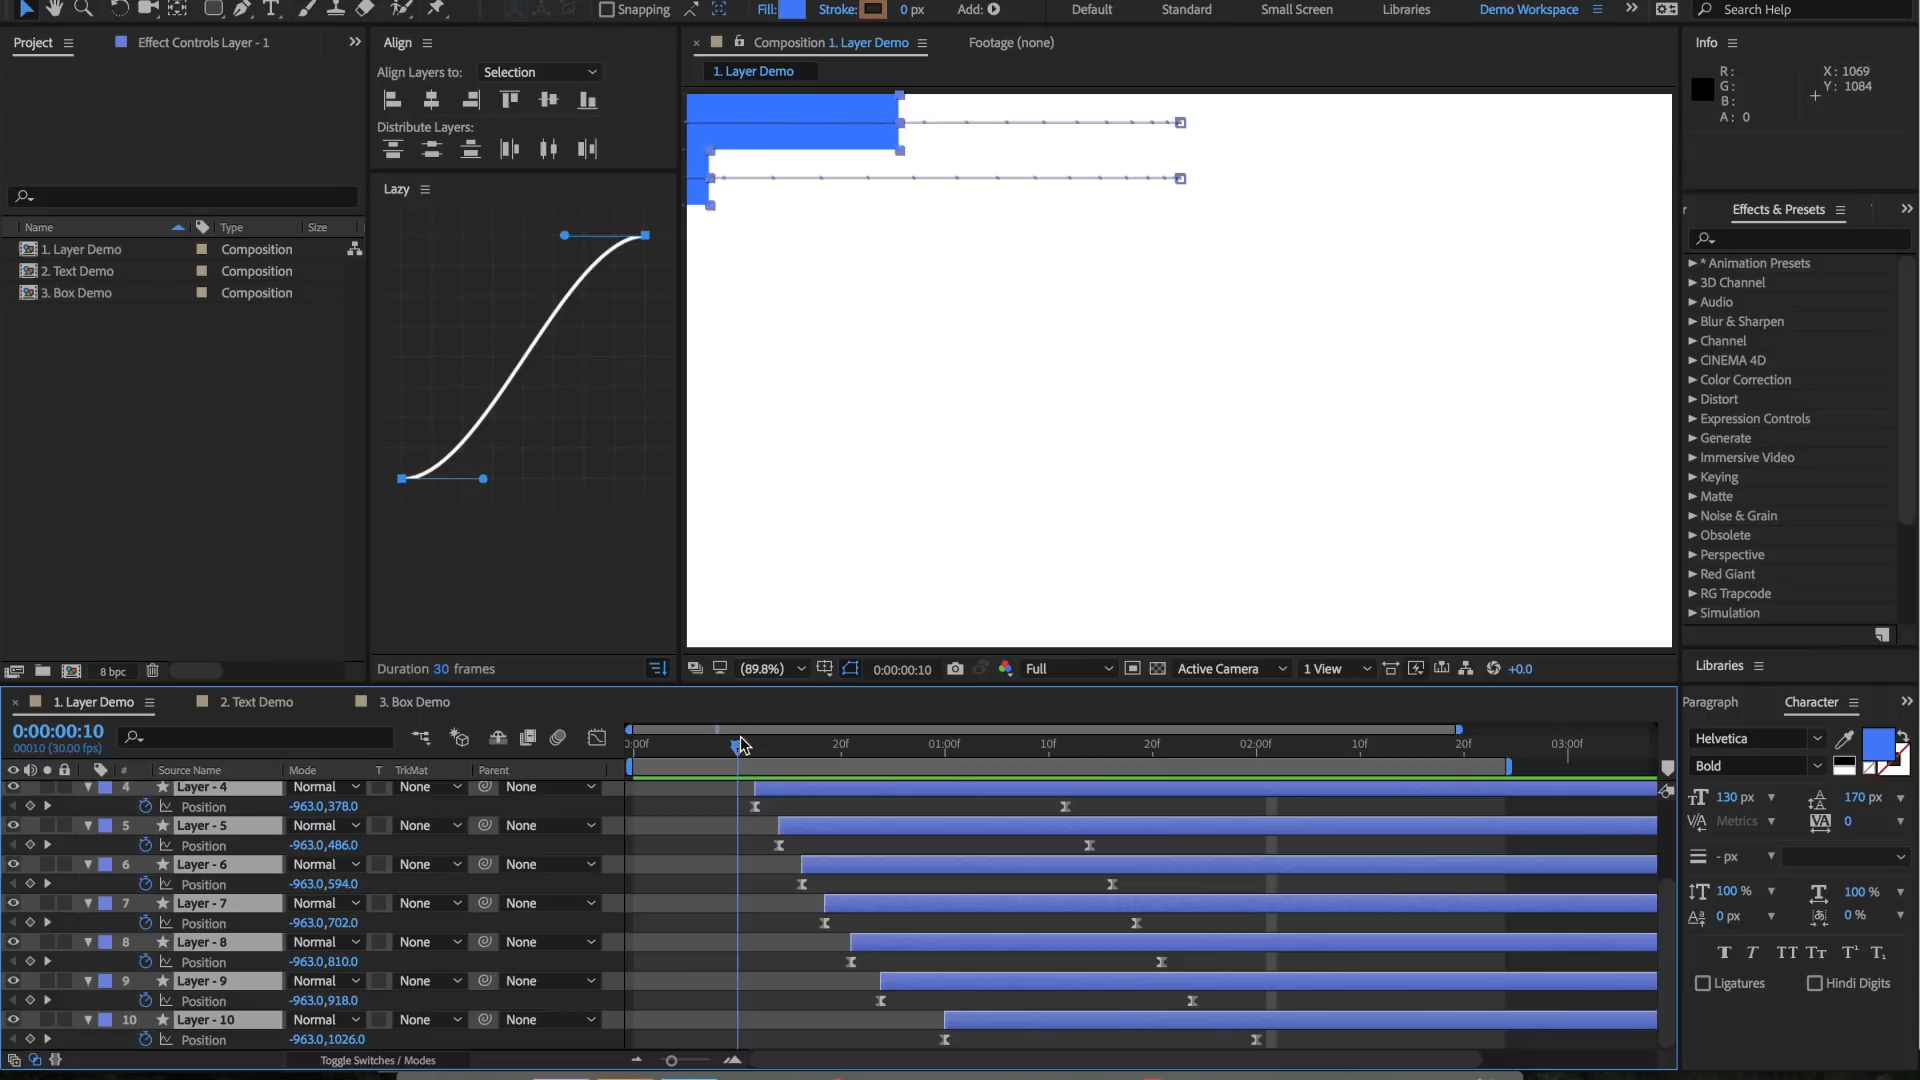 Snapping
Fill:
Stroke:
0 px
Add:
Default
Standard
Small Screen
Libraries
Demo Workspace
Search Help
Project
Effect Controls Layer - 1
Align
Composition 1. Layer Demo
Footage (none)
Info
Align Layers to:
Selection
1. Layer Demo
R:
G:
B:
A: 0
X: 1069
Y: 1084
Distribute Layers:
Lazy
Effects & Presets
Name
Type
Size
1. Layer Demo
Composition
2. Text Demo
Composition
3. Box Demo
Composition
* Animation Presets
3D Channel
Audio
Blur & Sharpen
Channel
CINEMA 4D
Color Correction
Distort
Expression Controls
Generate
Immersive Video
Keying
Matte
Noise & Grain
Obsolete
Perspective
Red Giant
RG Trapcode
Simulation
8 bpc
Duration 30 frames
(89.8%)
0:00:00:10
Full
Active Camera
1 View
+0.0
Libraries
1. Layer Demo
2. Text Demo
3. Box Demo
Paragraph
Character
0:00:00:10
00010 (30.00 fps)
20f
01:00f
10f
20f
02:00f
10f
20f
03:00f
Helvetica
Bold
#
Source Name
Mode
T
TrkMat
Parent
4
Layer - 4
Normal
None
None
Position
-963.0,378.0
5
Layer - 5
Normal
None
None
Position
-963.0,486.0
6
Layer - 6
Normal
None
None
Position
-963.0,594.0
7
Layer - 7
Normal
None
None
Position
-963.0,702.0
8
Layer - 8
Normal
None
None
Position
-963.0,810.0
9
Layer - 9
Normal
None
None
Position
-963.0,918.0
10
Layer - 10
Normal
None
None
Position
-963.0,1026.0
Toggle Switches / Modes
130 px
170 px
Metrics
0
- px
100 %
100 %
0 px
0 %
Ligatures
Hindi Digits